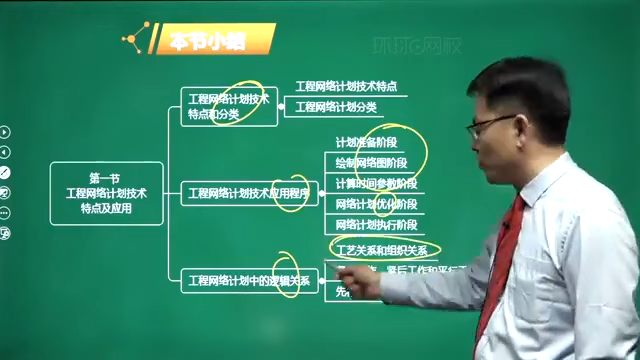 本节小结
环球网校
工程网络计划技术
特点和分类
工程网络计划技术特点
工程网络计划分类
第一节
工程网络计划技术
特点及应用
工程网络计划技术应用程序
计划准备阶段
绘制网络图阶段
计算时间参数阶段
网络计划优化阶段
网络计划执行阶段
工程网络计划中的逻辑关系
工艺关系和组织关系
紧后工作和平行工
先